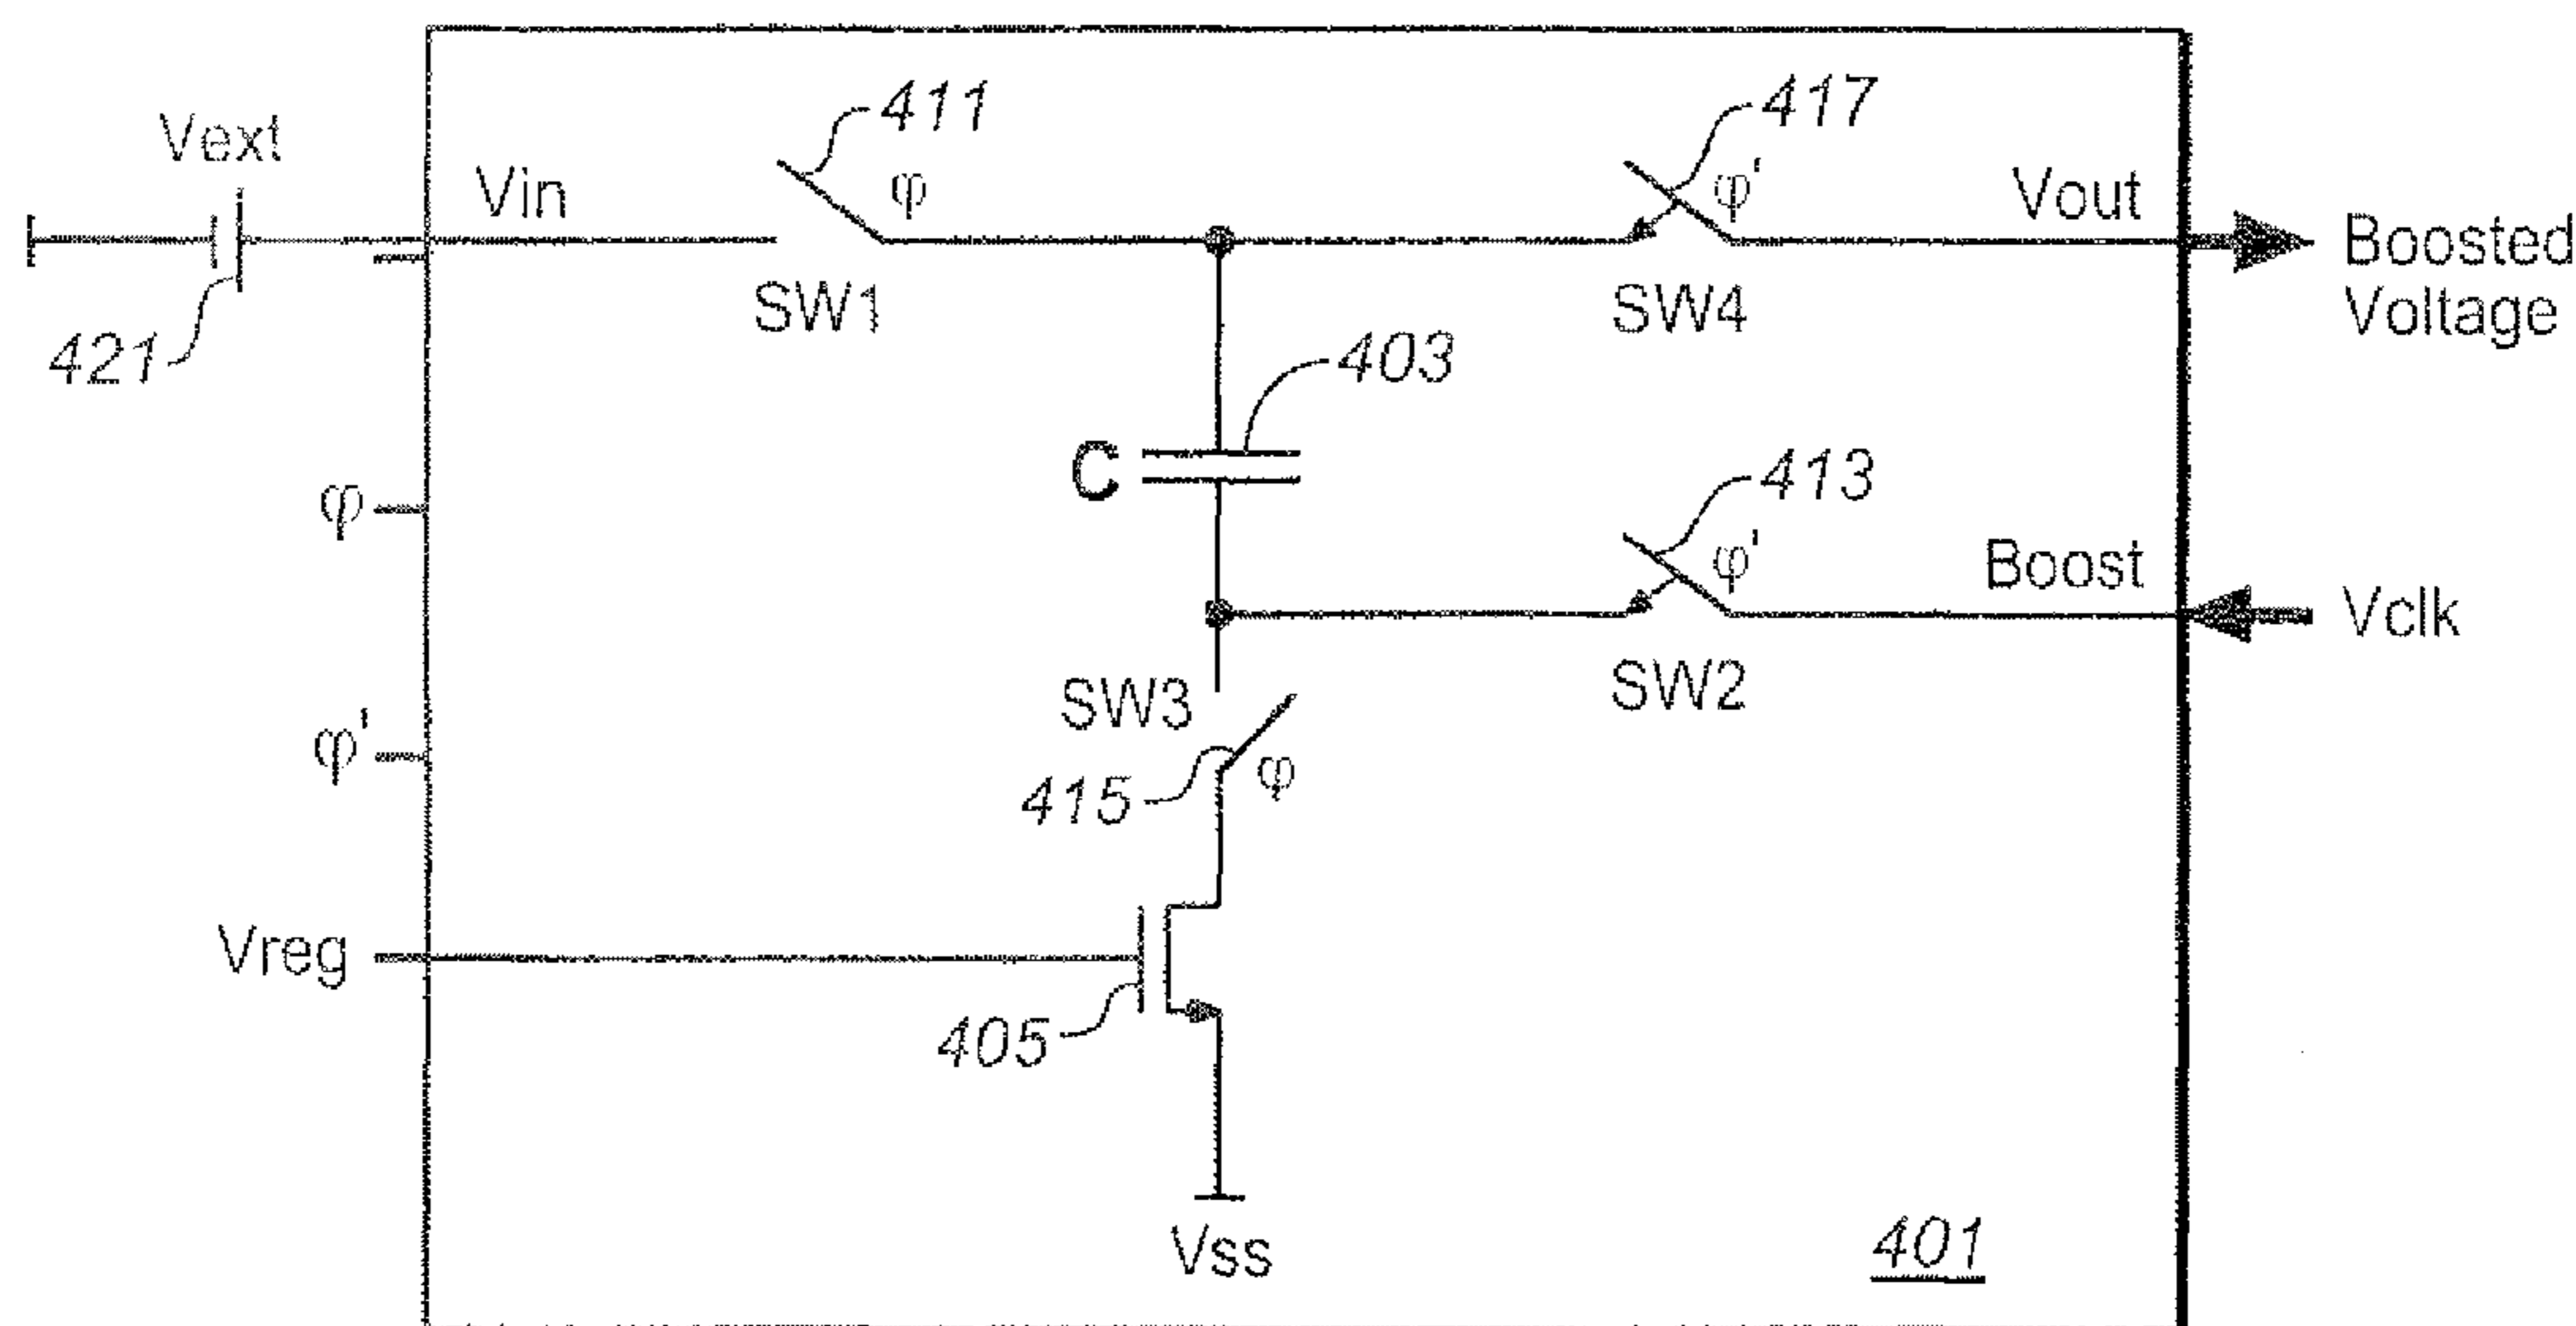 411
417
Vext
Vin
φ
φ'
Vout
Boosted
Voltage
SW1
SW4
421
403
C
413
φ
φ'
Boost
Vclk
SW3
SW2
φ'
415
φ
Vreg
405
Vss
401